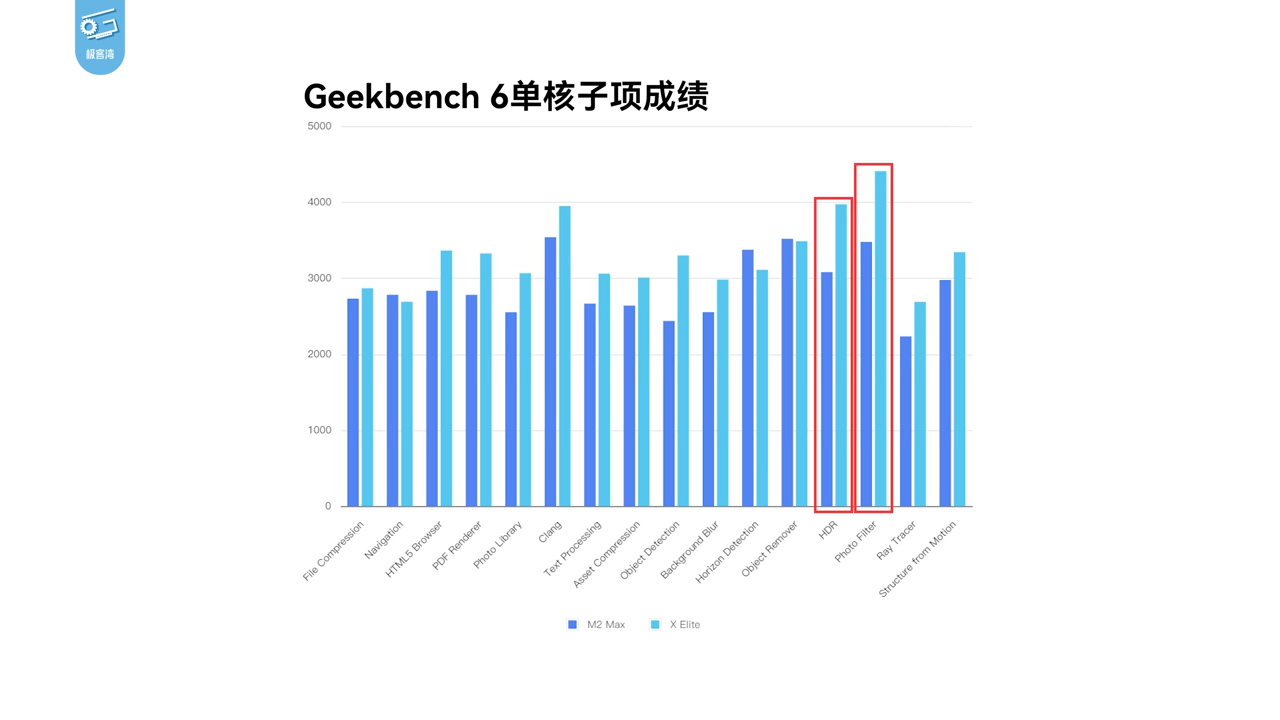 极客湾
Geekbench 6单核子项成绩
5000
4000
3000
2000
1000
0
File Compression
Navigation
HTML5 Browser
PDF Renderer
Photo Library
Clang
Text Processing
Asset Compression
Object Detection
Background Blur
Horizon Detection
Object Remover
HDR
Photo Filter
Ray Tracer
Structure from Motion
M2 Max
X Elite